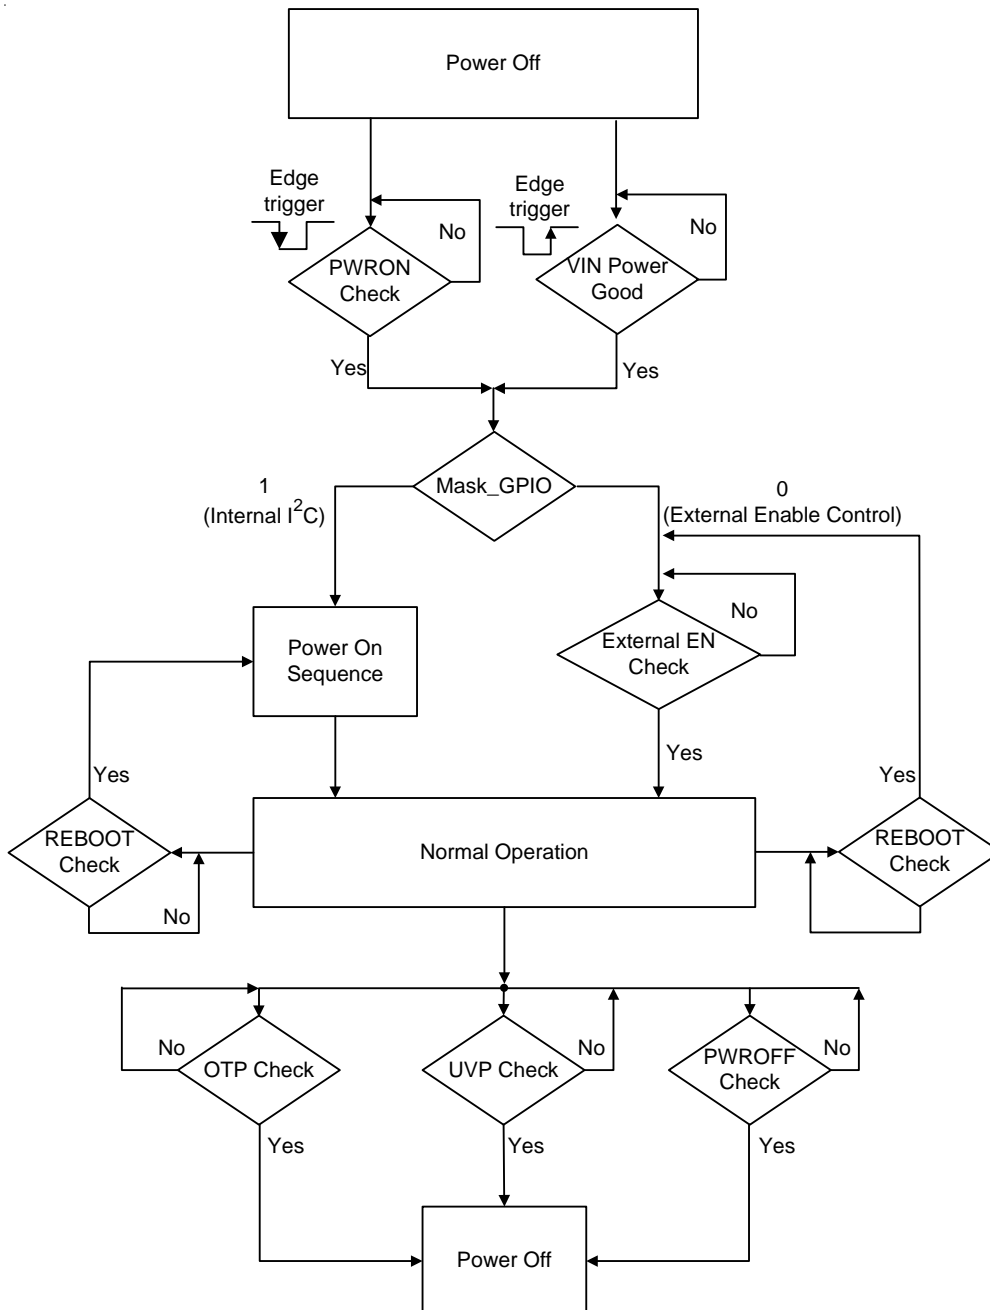 Power Off
Edge
trigger
Edge
trigger
No
No
PWRON
Check
VIN Power
Good
Yes
Yes
Mask_GPIO
1
(Internal I²C)
0
(External Enable Control)
No
Power On
Sequence
External EN
Check
Yes
Yes
Yes
REBOOT
Check
Normal Operation
REBOOT
Check
No
No
OTP Check
UVP Check
No
PWROFF
Check
No
Yes
Yes
Yes
Power Off